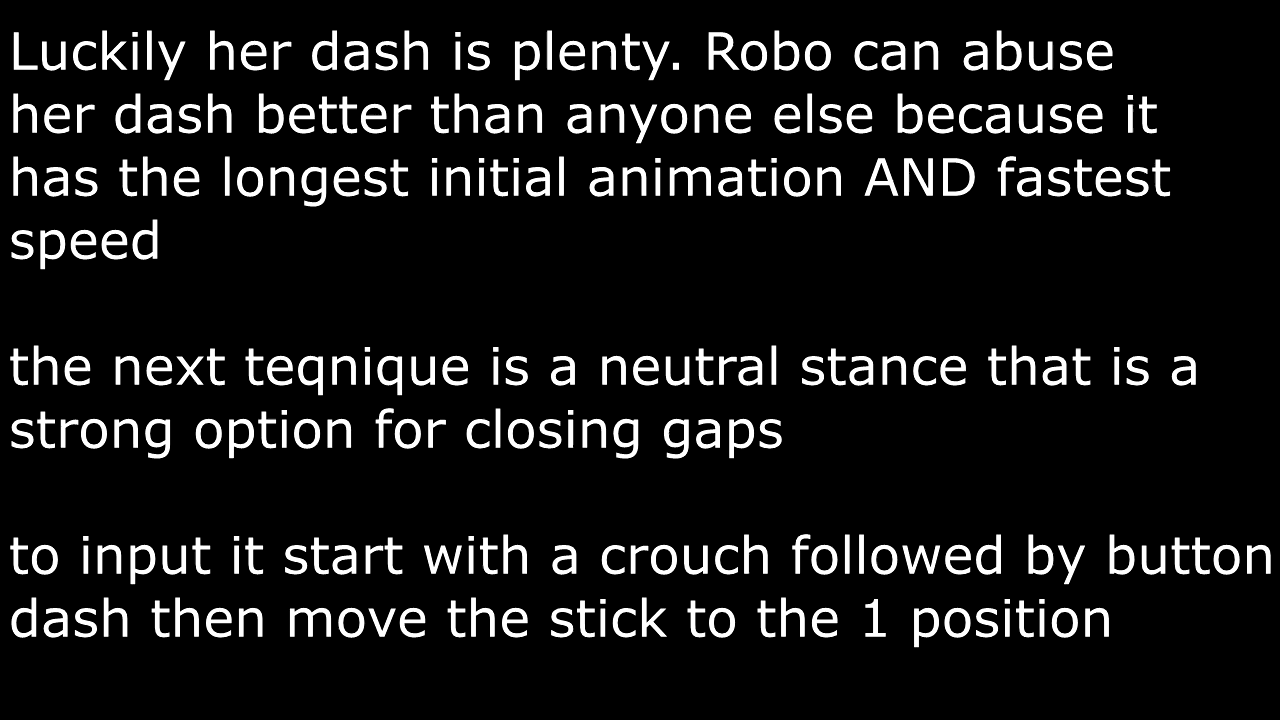 Luckily her dash is plenty. Robo can abuse
her dash better than anyone else because it
has the longest initial animation AND fastest
speed
the next teqnique is a neutral stance that is a
strong option for closing gaps
to input it start with a crouch followed by button
dash then move the stick to the 1 position